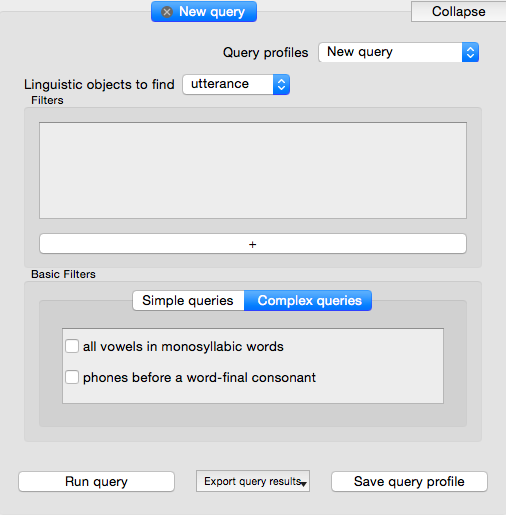 New query
Collapse
Query profiles New query
Linguistic objects to find utterance
Filters
+
Basic Filters
Simple queries Complex queries
all vowels in monosyllabic words
phones before a word-final consonant
Run query Export query results Save query profile